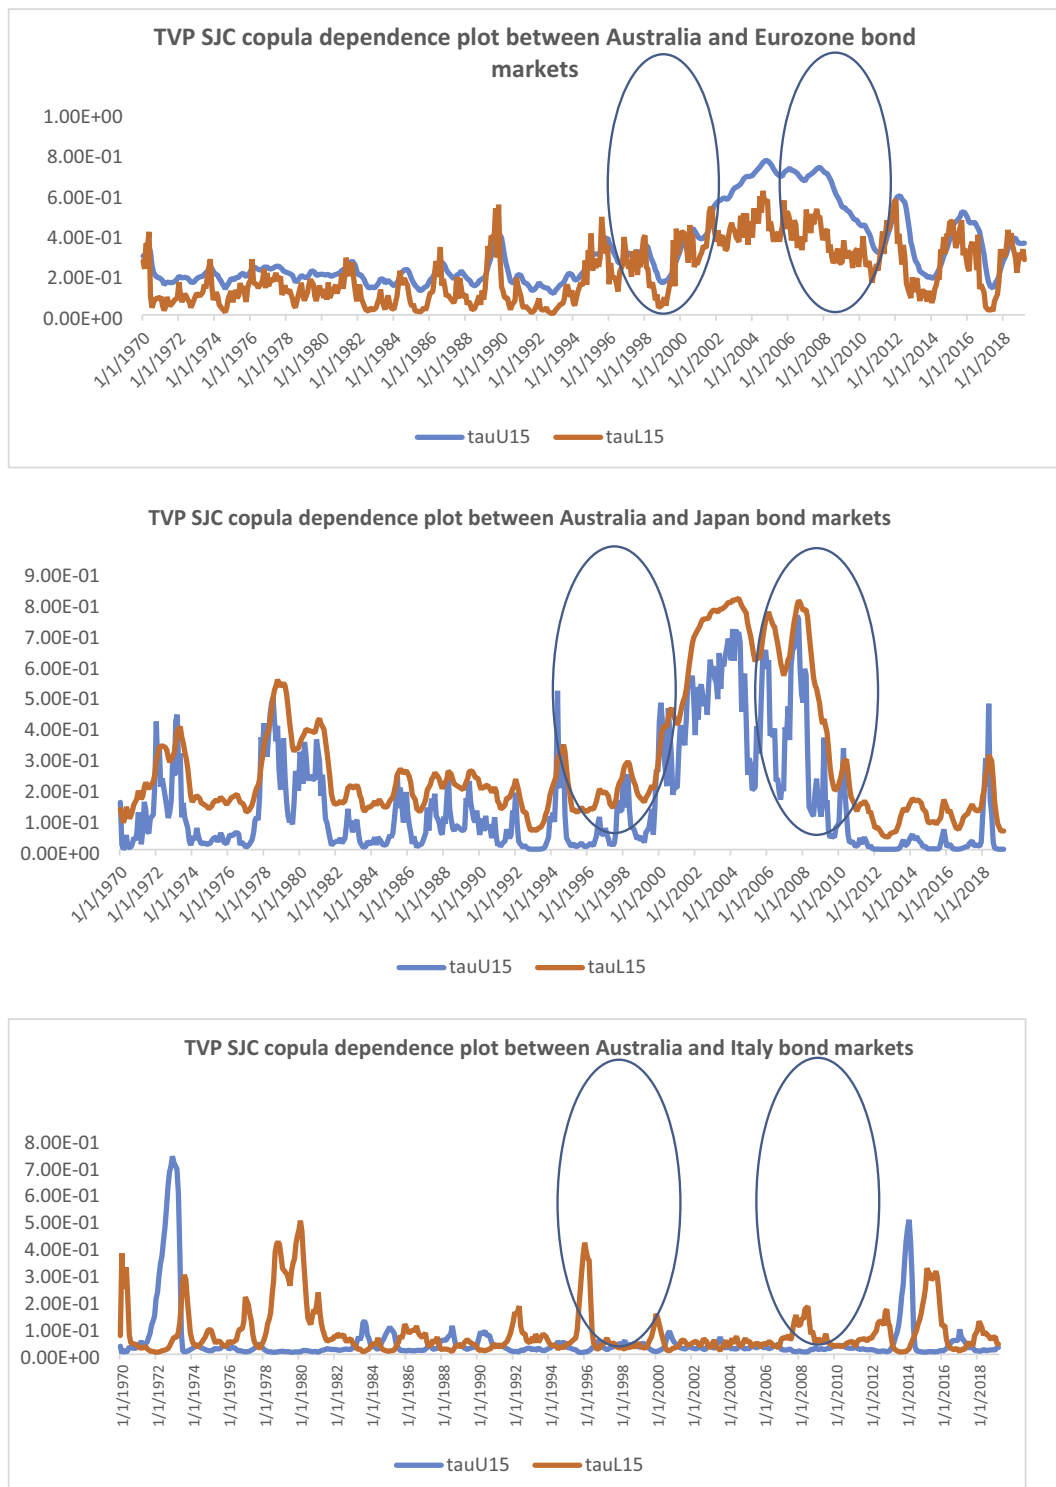 TVP SJC copula dependence plot between Australia and Eurozone bond
markets
1.00E+00
8.00E-01
6.00E-01
4.00E-01
2.00E-01
0.00E+00
1/1/1970
1/1/1972
1/1/1974
1/1/1976
1/1/1978
1/1/1980
1/1/1982
1/1/1984
1/1/1986
1/1/1988
1/1/1990
1/1/1992
1/1/1994
1/1/1996
1/1/1998
1/1/2000
1/1/2002
1/1/2004
1/1/2006
1/1/2008
1/1/2010
1/1/2012
1/1/2014
1/1/2016
1/1/2018
tauU15 tauL15
TVP SJC copula dependence plot between Australia and Japan bond markets
9.00E-01
8.00E-01
7.00E-01
6.00E-01
5.00E-01
4.00E-01
3.00E-01
2.00E-01
1.00E-01
0.00E+00
1/1/1970
1/1/1972
1/1/1974
1/1/1976
1/1/1978
1/1/1980
1/1/1982
1/1/1984
1/1/1986
1/1/1988
1/1/1990
1/1/1992
1/1/1994
1/1/1996
1/1/1998
1/1/2000
1/1/2002
1/1/2004
1/1/2006
1/1/2008
1/1/2010
1/1/2012
1/1/2014
1/1/2016
1/1/2018
tauU15 tauL15
TVP SJC copula dependence plot between Australia and Italy bond markets
8.00E-01
7.00E-01
6.00E-01
5.00E-01
4.00E-01
3.00E-01
2.00E-01
1.00E-01
0.00E+00
1/1/1970
1/1/1972
1/1/1974
1/1/1976
1/1/1978
1/1/1980
1/1/1982
1/1/1984
1/1/1986
1/1/1988
1/1/1990
1/1/1992
1/1/1994
1/1/1996
1/1/1998
1/1/2000
1/1/2002
1/1/2004
1/1/2006
1/1/2008
1/1/2010
1/1/2012
1/1/2014
1/1/2016
1/1/2018
tauU15 tauL15